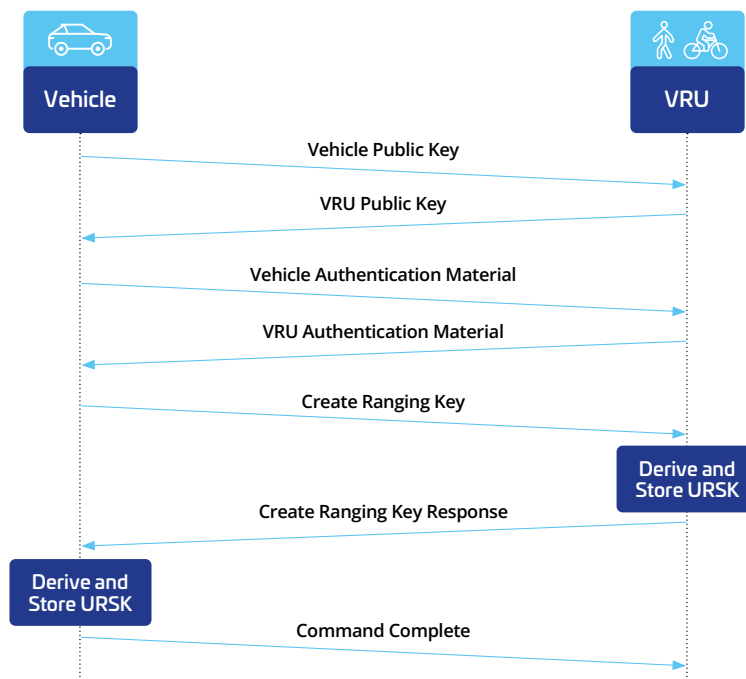 Vehicle
VRU
Vehicle Public Key
VRU Public Key
Vehicle Authentication Material
VRU Authentication Material
Create Ranging Key
Derive and
Store URSK
Create Ranging Key Response
Derive and
Store URSK
Command Complete